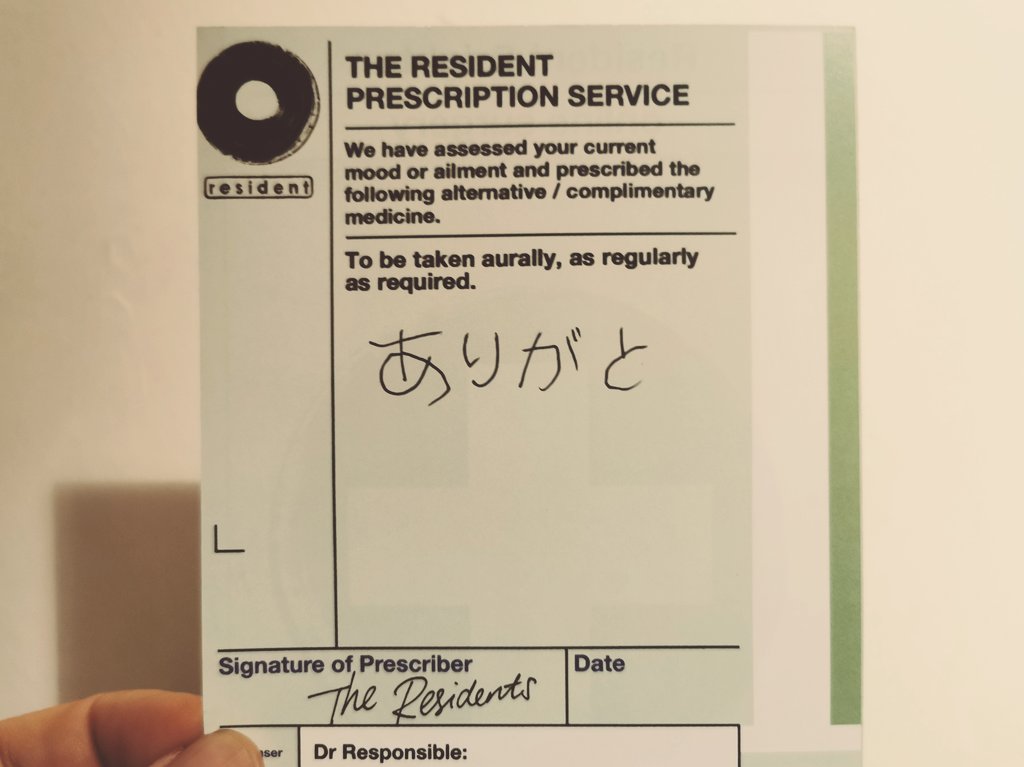 THE RESIDENT
PRESCRIPTION SERVICE
resident
We have assessed your current
mood or ailment and prescribed the
following alternative / complimentary
medicine.
To be taken aurally, as regularly
as required.
ありがと
Signature of Prescriber
The Residents
Date
Dr Responsible: